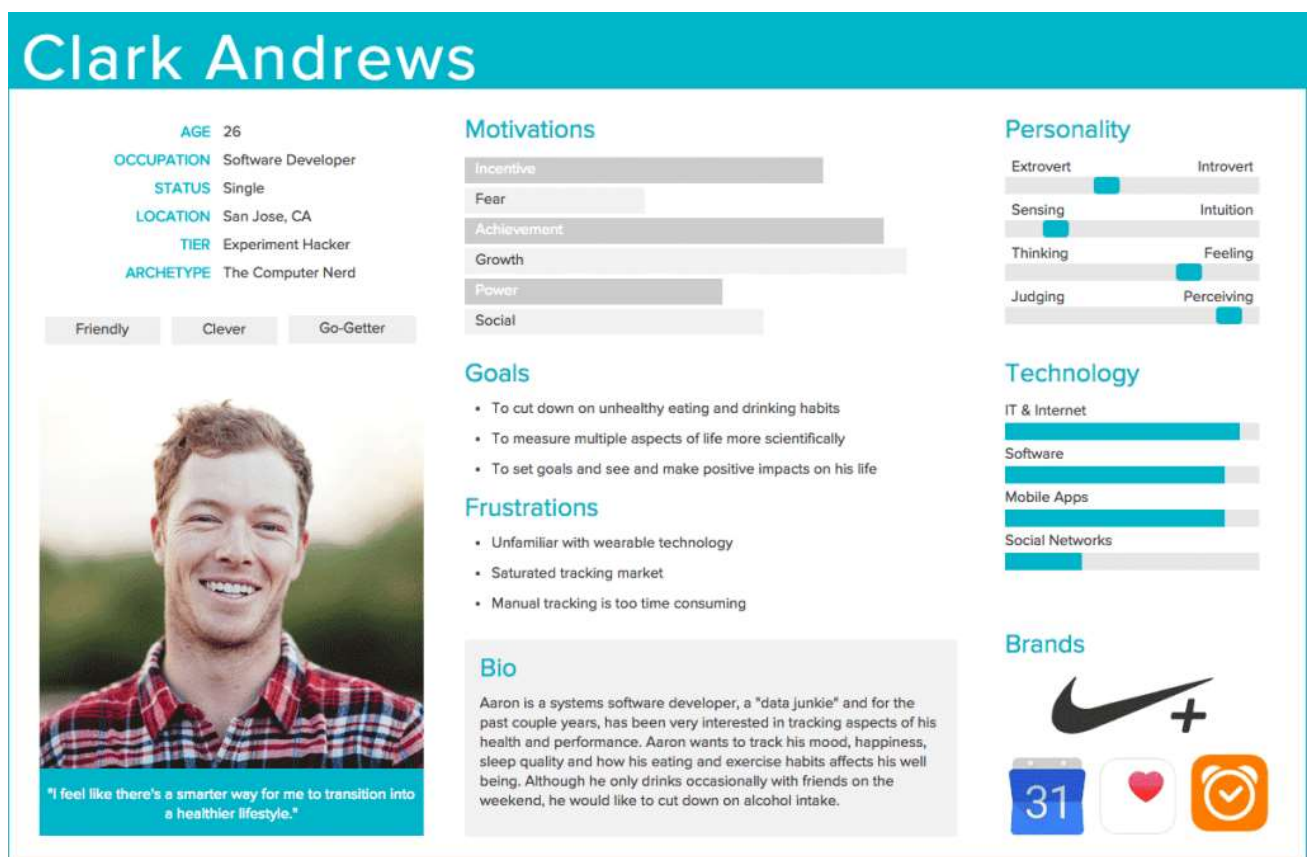 Clark Andrews
AGE 26
OCCUPATION Software Developer
STATUS Single
LOCATION San Jose, CA
TIER Experiment Hacker
ARCHETYPE The Computer Nerd
Friendly Clever Go-Getter
"I feel like there's a smarter way for me to transition into
a healthier lifestyle."
Motivations
Incentive
Fear
Achievement
Growth
Power
Social
Goals
• To cut down on unhealthy eating and drinking habits
• To measure multiple aspects of life more scientifically
• To set goals and see and make positive impacts on his life
Frustrations
• Unfamiliar with wearable technology
• Saturated tracking market
• Manual tracking is too time consuming
Bio
Aaron is a systems software developer, a "data junkie" and for the
past couple years, has been very interested in tracking aspects of his
health and performance. Aaron wants to track his mood, happiness,
sleep quality and how his eating and exercise habits affects his well
being. Although he only drinks occasionally with friends on the
weekend, he would like to cut down on alcohol intake.
Personality
Extrovert Introvert
Sensing Intuition
Thinking Feeling
Judging Perceiving
Technology
IT & Internet
Software
Mobile Apps
Social Networks
Brands
+
31